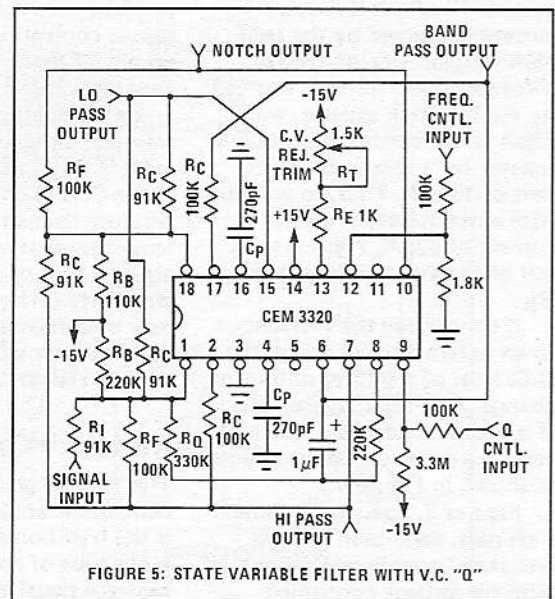 NOTCH OUTPUT
BAND
PASS
OUTPUT
LO
PASS
OUTPUT
-15V
C.V.
REJ.
TRIM
1.5K
FREQ.
CNTL.
INPUT
RF
100K
RC
91K
RC
100K
270pF
CP
+15V
RT
RE 1K
100K
1.8K
RC
91K
RB
110K
18 17 16 15 14 13 12 11 10
CEM 3320
1 2 3 4 5 6 7 8 9
-15V
RB
220K
RC
91K
RI
91K
RF
100K
RQ
330K
RC
100K
CP
270pF
+
1µF
220K
100K
3.3M
Q
CNTL.
INPUT
-15V
SIGNAL
INPUT
HI PASS
OUTPUT
FIGURE 5: STATE VARIABLE FILTER WITH V.C. "Q"